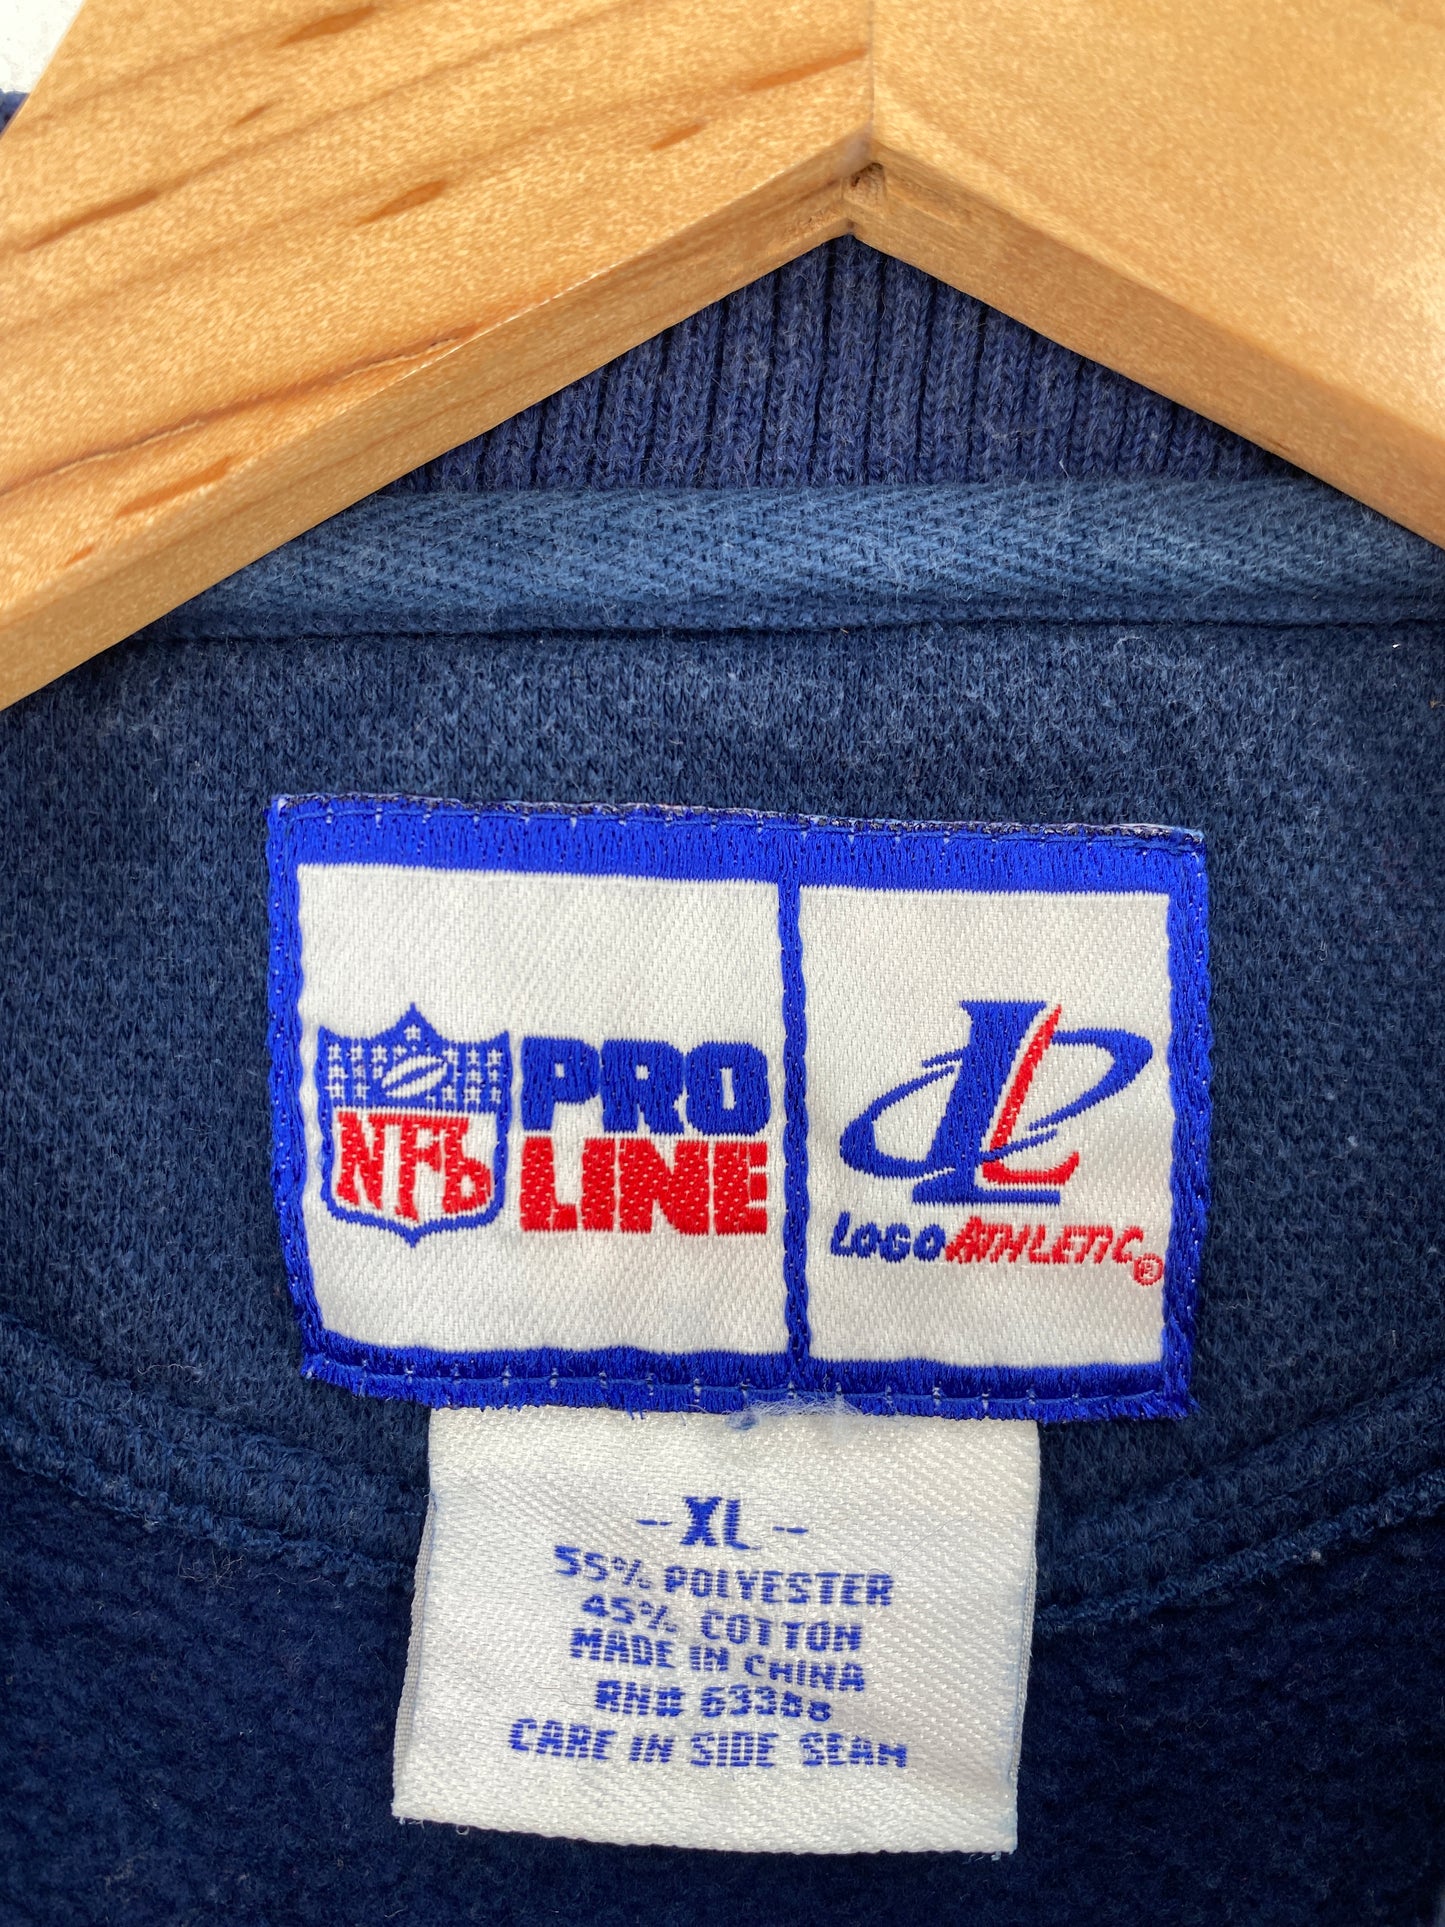 NFL
PRO
LINE
L
LOGO ATHLETIC®
-XL-
55% POLYESTER
45% COTTON
MADE IN CHINA
RN# 63388
CARE IN SIDE SEAM